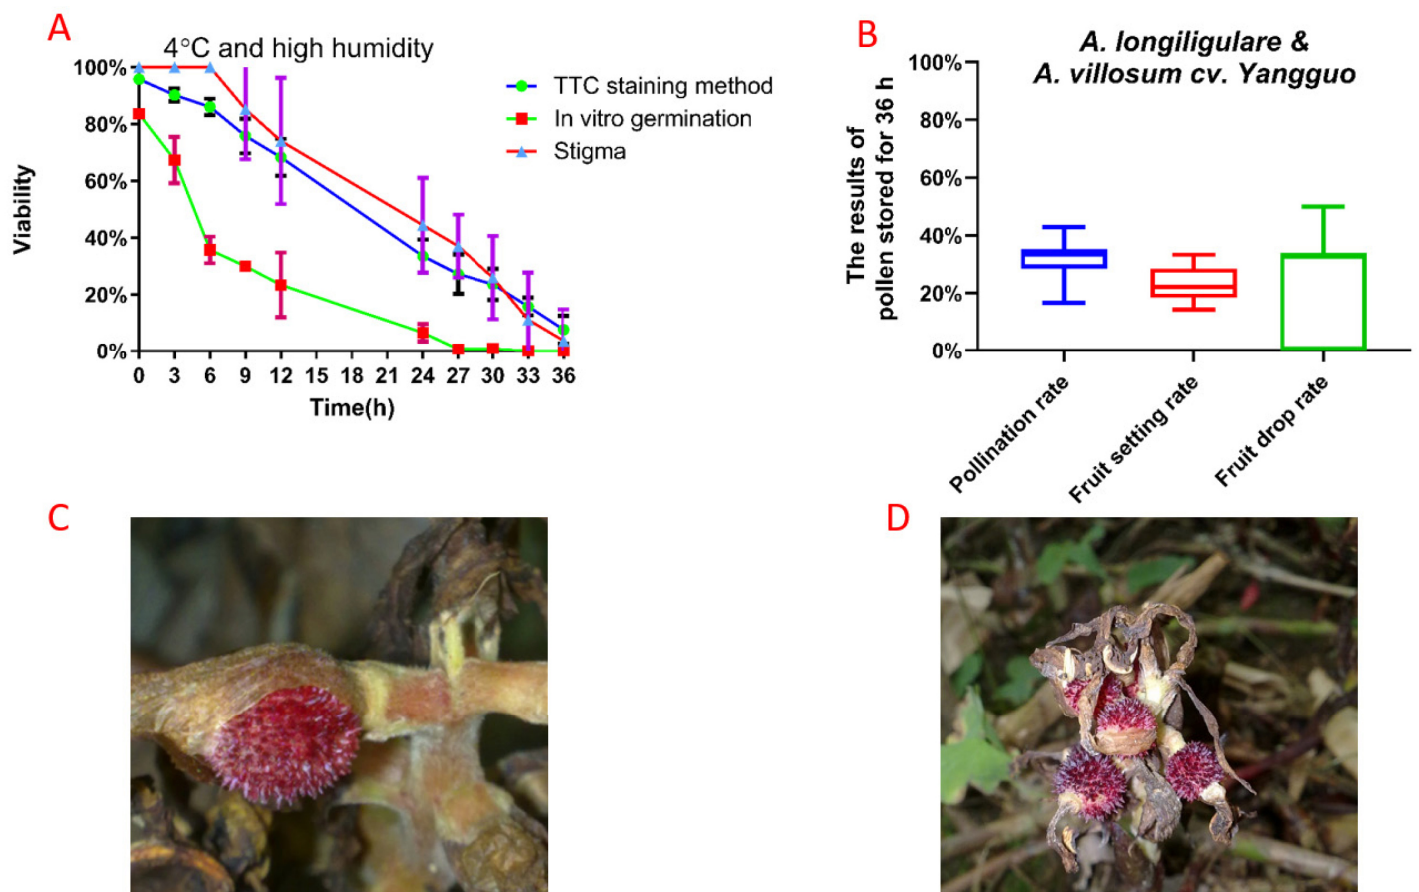 A
4°C and high humidity
100%
80%
60%
40%
20%
0%
Viability
0 3 6 9 12 15 18 21 24 27 30 33 36
Time(h)
TTC staining method
In vitro germination
Stigma
B
A. longiligulare &
A. villosum cv. Yangguo
The results of
pollen stored for 36 h
100%
80%
60%
40%
20%
0%
Pollination rate
Fruit setting rate
Fruit drop rate
C
D